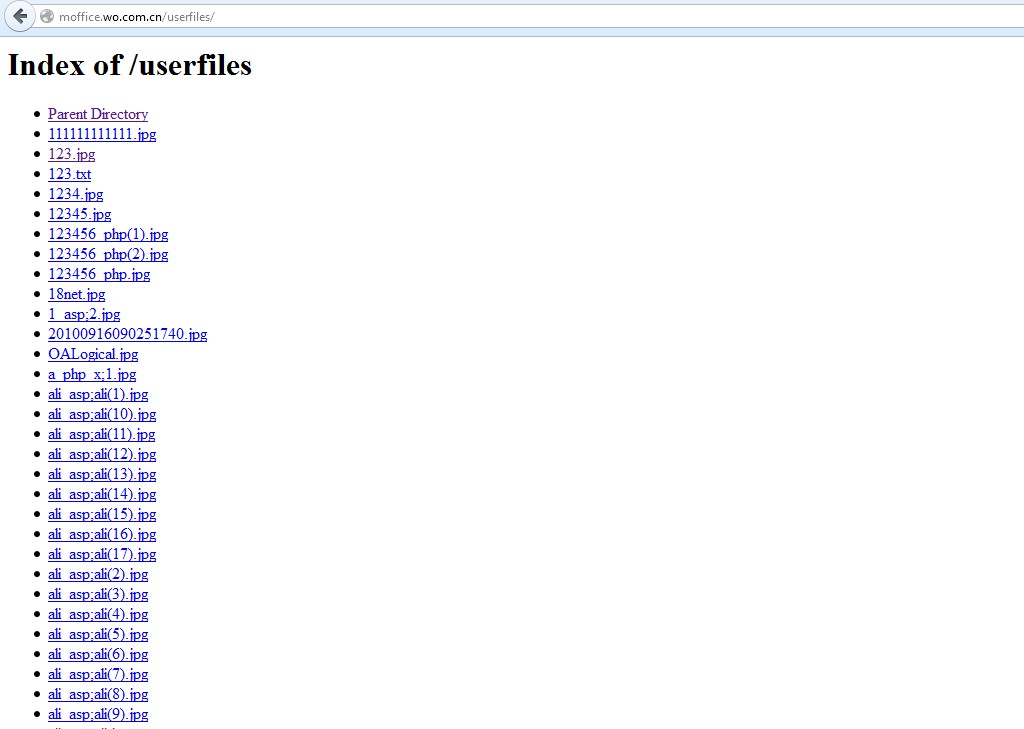 moffice.wo.com.cn/userfiles/
Index of /userfiles
Parent Directory
111111111111.jpg
123.jpg
123.txt
1234.jpg
12345.jpg
123456_php(1).jpg
123456_php(2).jpg
123456_php.jpg
18net.jpg
1_asp;2.jpg
20100916090251740.jpg
OALogical.jpg
a_php_x;1.jpg
ali_asp;ali(1).jpg
ali_asp;ali(10).jpg
ali_asp;ali(11).jpg
ali_asp;ali(12).jpg
ali_asp;ali(13).jpg
ali_asp;ali(14).jpg
ali_asp;ali(15).jpg
ali_asp;ali(16).jpg
ali_asp;ali(17).jpg
ali_asp;ali(2).jpg
ali_asp;ali(3).jpg
ali_asp;ali(4).jpg
ali_asp;ali(5).jpg
ali_asp;ali(6).jpg
ali_asp;ali(7).jpg
ali_asp;ali(8).jpg
ali_asp;ali(9).jpg